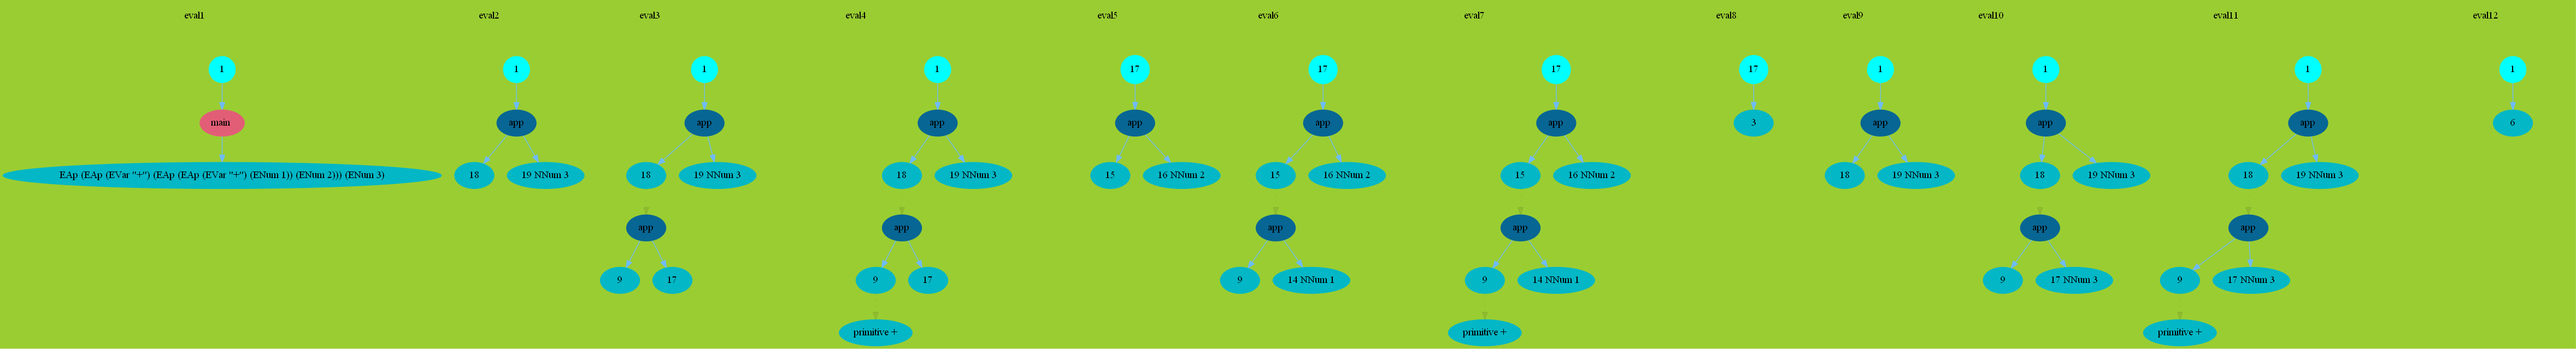 eval1 eval2 eval3 eval4 eval5 eval6 eval7 eval8 eval9 eval10 eval11 eval12
1 1 1 1 17 17 17 17 1 1 1 1
main app app app app app app 3 app app app 6
EAp (EAp (EVar "+") (EAp (EAp (EVar "+") (ENum 1)) (ENum 2))) (ENum 3) 18 19 NNum 3 18 19 NNum 3 18 19 NNum 3 15 16 NNum 2 15 16 NNum 2 15 16 NNum 2 18 19 NNum 3 18 19 NNum 3 18 19 NNum 3
app app app app app app
9 17 9 17 9 14 NNum 1 9 14 NNum 1 9 17 NNum 3 9 17 NNum 3
primitive + primitive + primitive +